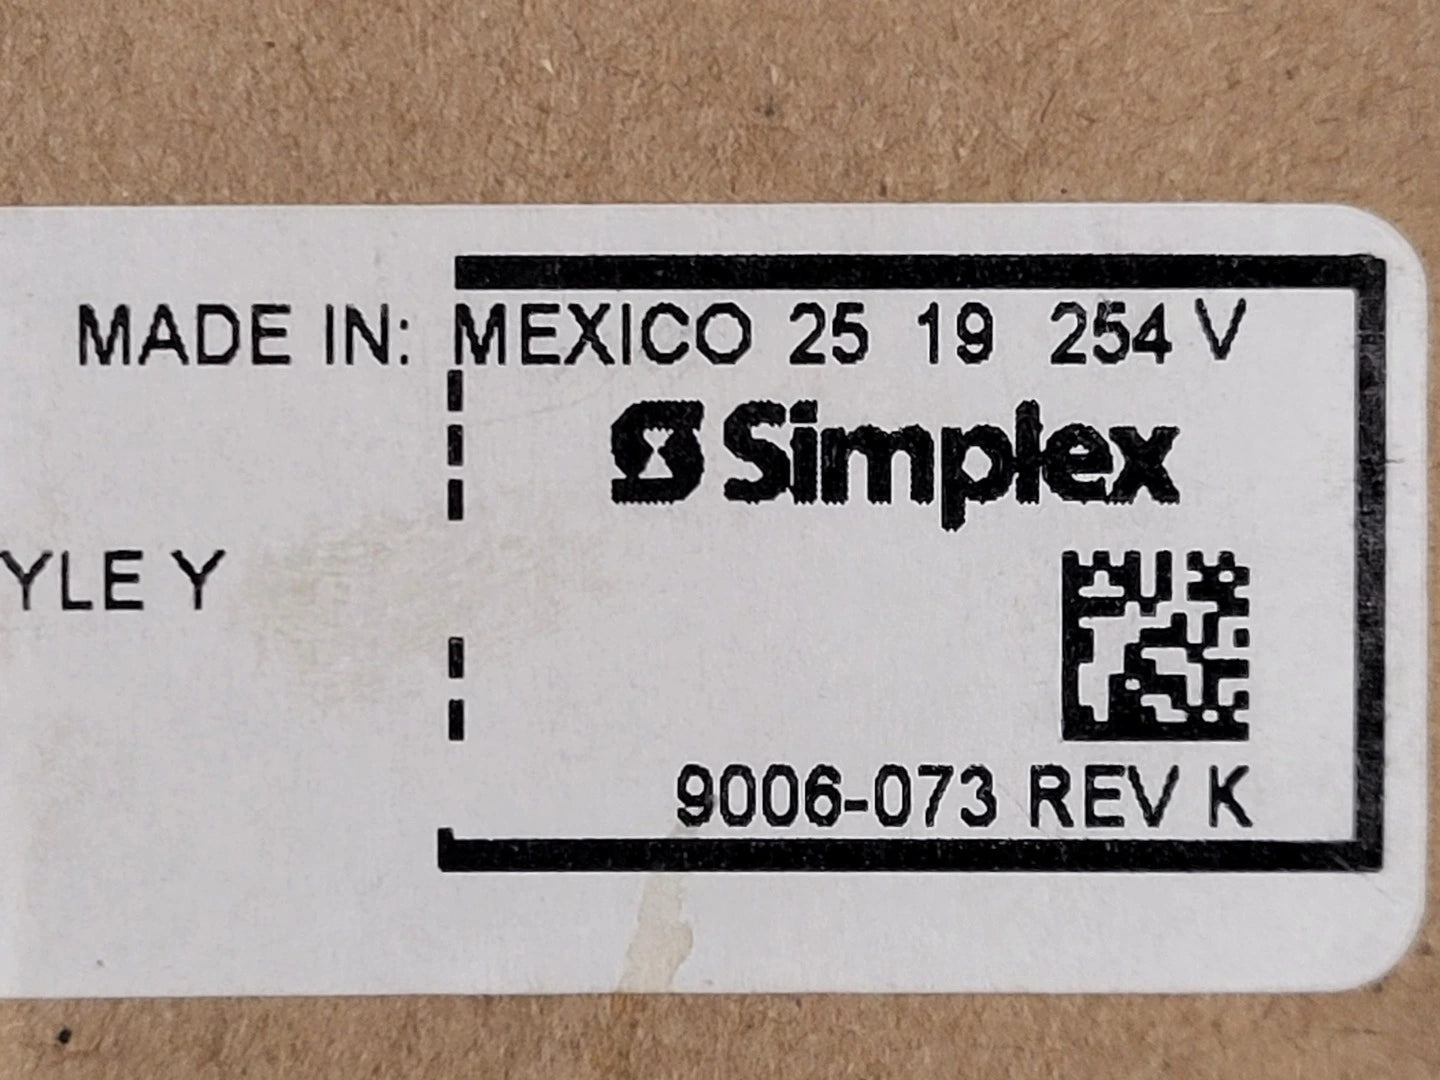 MADE IN: MEXICO 25 19 254 V
Simplex
YLE Y
9006-073 REV K